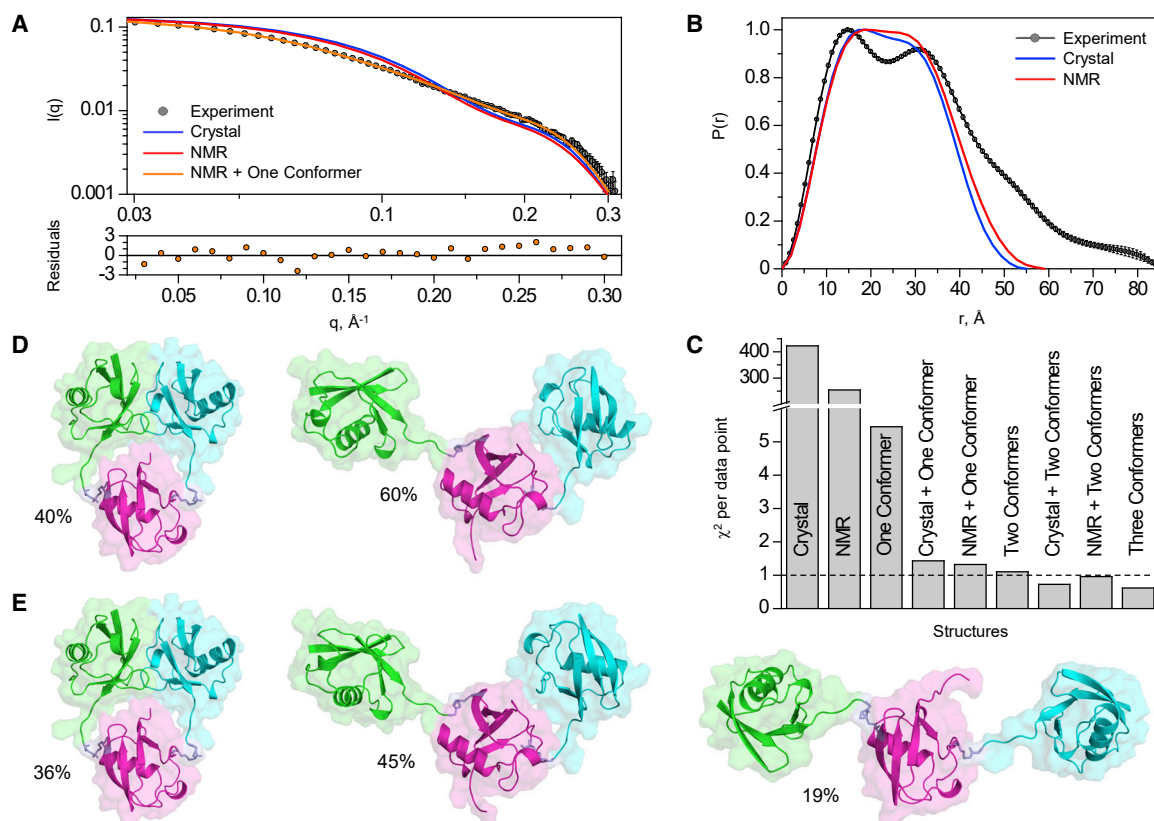 A
I(q)
0.1
0.01
0.001
Experiment
Crystal
NMR
NMR + One Conformer
0.03
0.1
0.2
0.3
Residuals
3
0
-3
0.05
0.10
0.15
0.20
0.25
0.30
q, Å-1
B
P(r)
1.0
0.8
0.6
0.4
0.2
0
Experiment
Crystal
NMR
0
10
20
30
40
50
60
70
80
r, Å
D
40%
60%
C
χ2 per data point
400
300
5
4
3
2
1
0
Crystal
NMR
One Conformer
Crystal + One Conformer
NMR + One Conformer
Two Conformers
Crystal + Two Conformers
NMR + Two Conformers
Three Conformers
Structures
E
36%
45%
19%